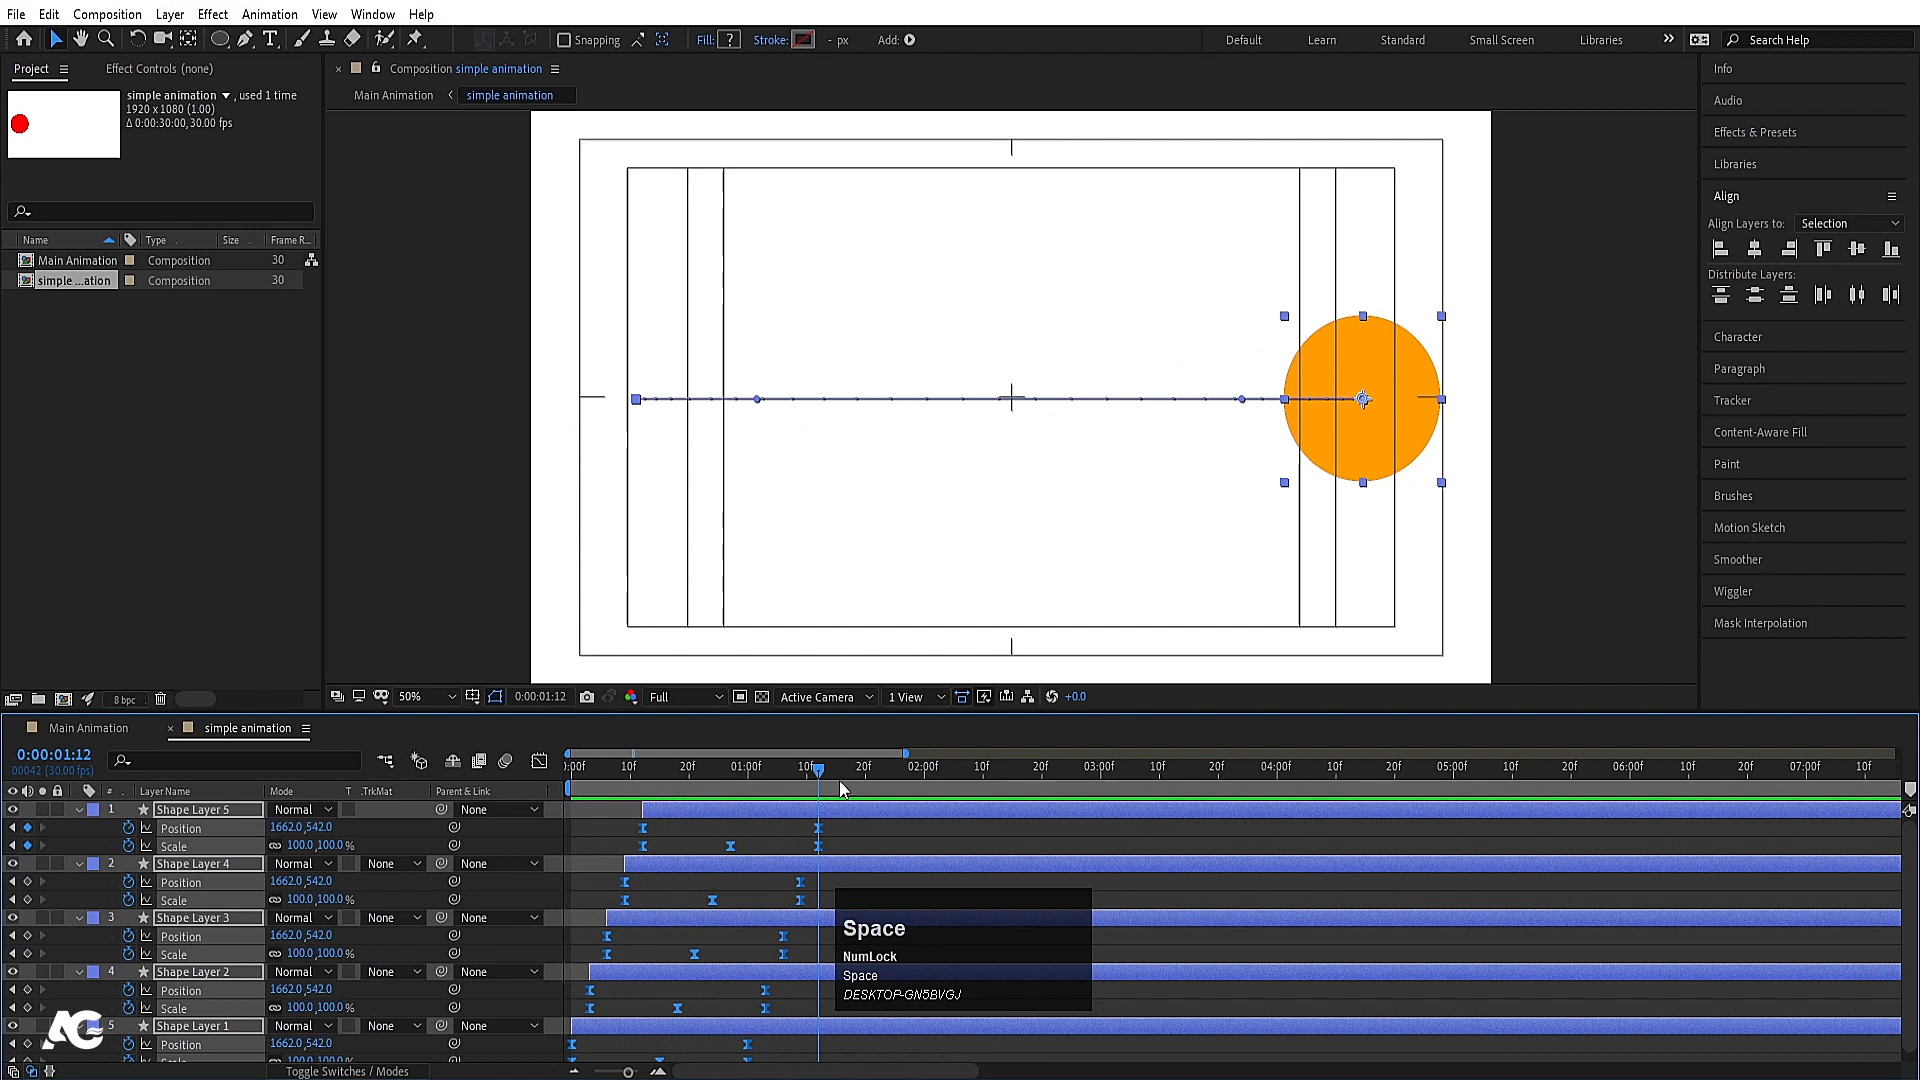 File Edit Composition Layer Effect Animation View Window Help
Snapping Fill: ? Stroke: - px Add: Default Learn Standard Small Screen Libraries Search Help
Project Effect Controls (none)
simple animation , used 1 time
1920 x 1080 (1.00)
Δ 0:00:30:00, 30.00 fps
Name Type Size Frame R...
Main Animation Composition 30
simple ...ation Composition 30
8 bpc
Composition simple animation
Main Animation simple animation
50% 0:00:01:12 Full Active Camera 1 View +0.0
Info
Audio
Effects & Presets
Libraries
Align
Align Layers to: Selection
Distribute Layers:
Character
Paragraph
Tracker
Content-Aware Fill
Paint
Brushes
Motion Sketch
Smoother
Wiggler
Mask Interpolation
Main Animation simple animation
0:00:01:12
00042 (30.00 fps)
):00f 10f 20f 01:00f 10f 20f 02:00f 10f 20f 03:00f 10f 20f 04:00f 10f 20f 05:00f 10f 20f 06:00f 10f 20f 07:00f 10f
# Layer Name Mode T .TrkMat Parent & Link
1 Shape Layer 5 Normal None
Position 1662.0,542.0
Scale 100.0,100.0%
2 Shape Layer 4 Normal None None
Position 1662.0,542.0
Scale 100.0,100.0%
3 Shape Layer 3 Normal None None
Position 1662.0,542.0
Scale 100.0,100.0%
4 Shape Layer 2 Normal None None
Position 1662.0,542.0
Scale 100.0,100.0%
5 Shape Layer 1 Normal None None
Position 1662.0,542.0
Scale 100.0,100.0%
Toggle Switches / Modes
Space
NumLock
Space
DESKTOP-GN5BVGJ
AG